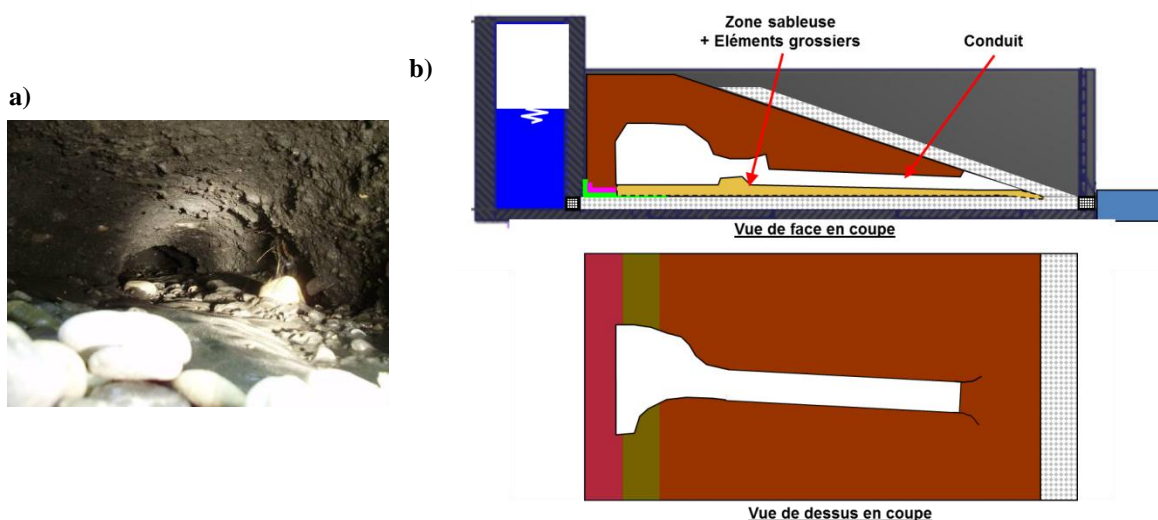 a)
b)
Zone sableuse
+ Eléments grossiers
Conduit
Vue de face en coupe
Vue de dessus en coupe